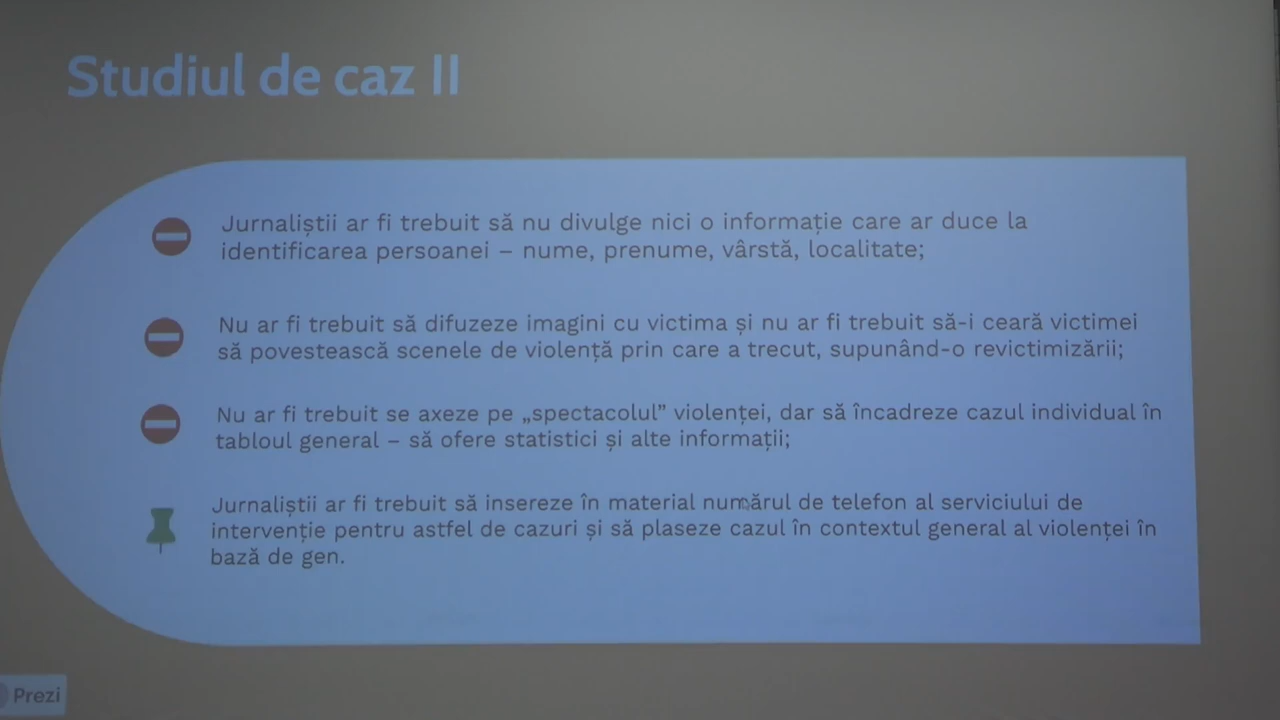 Studiul de caz II
Jurnaliștii ar fi trebuit să nu divulge nici o informație care ar duce la
identificarea persoanei – nume, prenume, vârstă, localitate;
Nu ar fi trebuit să difuzeze imagini cu victima și nu ar fi trebuit să-i ceară victimei
să povestească scenele de violență prin care a trecut, supunând-o revictimizării;
Nu ar fi trebuit se axeze pe „spectacolul” violenței, dar să încadreze cazul individual în
tabloul general – să ofere statistici și alte informații;
Jurnaliștii ar fi trebuit să insereze în material numărul de telefon al serviciului de
intervenție pentru astfel de cazuri și să plaseze cazul în contextul general al violenței în
bază de gen.
Prezi